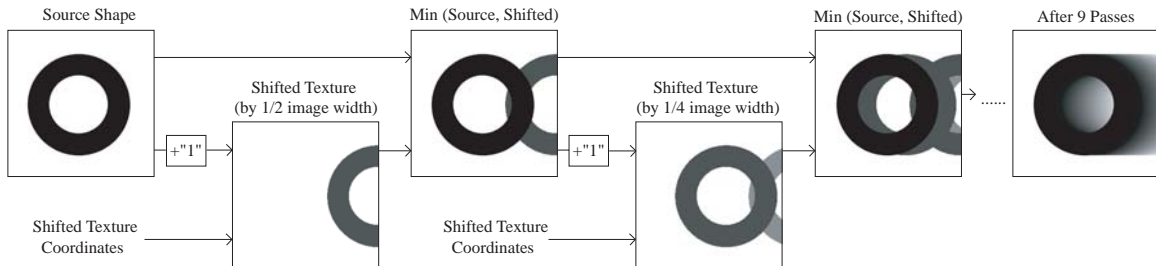 Source Shape
Min (Source, Shifted)
Min (Source, Shifted)
After 9 Passes
Shifted Texture
(by 1/2 image width)
Shifted Texture
(by 1/4 image width)
+"1"
+"1"
......
Shifted Texture
Coordinates
Shifted Texture
Coordinates